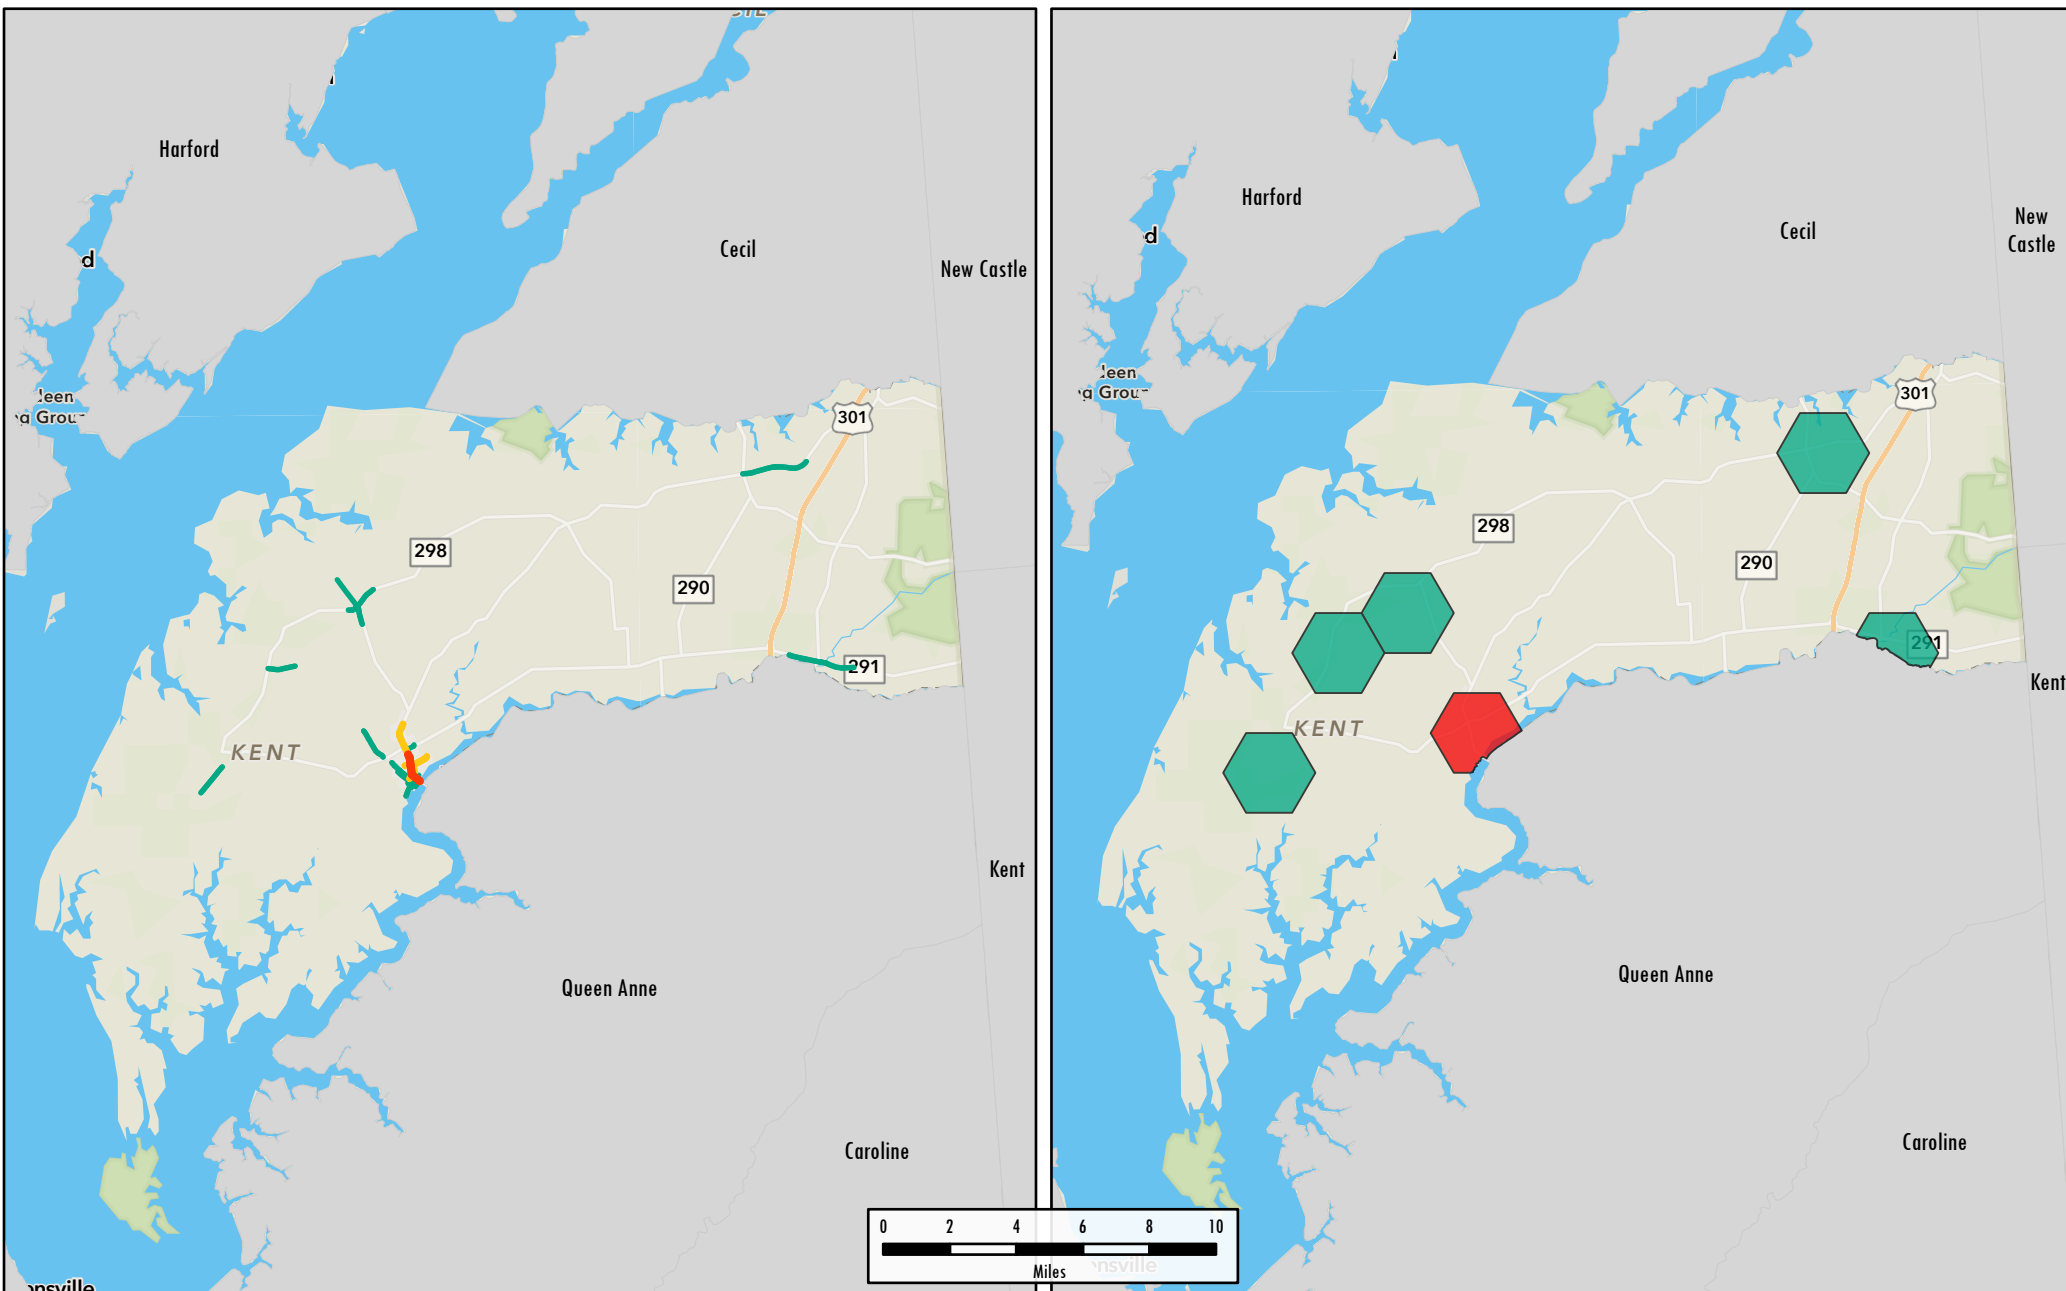 Harford
d
Cecil
New Castle
301
298
290
291
KENT
Kent
Queen Anne
Caroline
Harford
d
Cecil
New
Castle
301
298
290
291
KENT
Kent
Queen Anne
Caroline
0 2 4 6 8 10
Miles